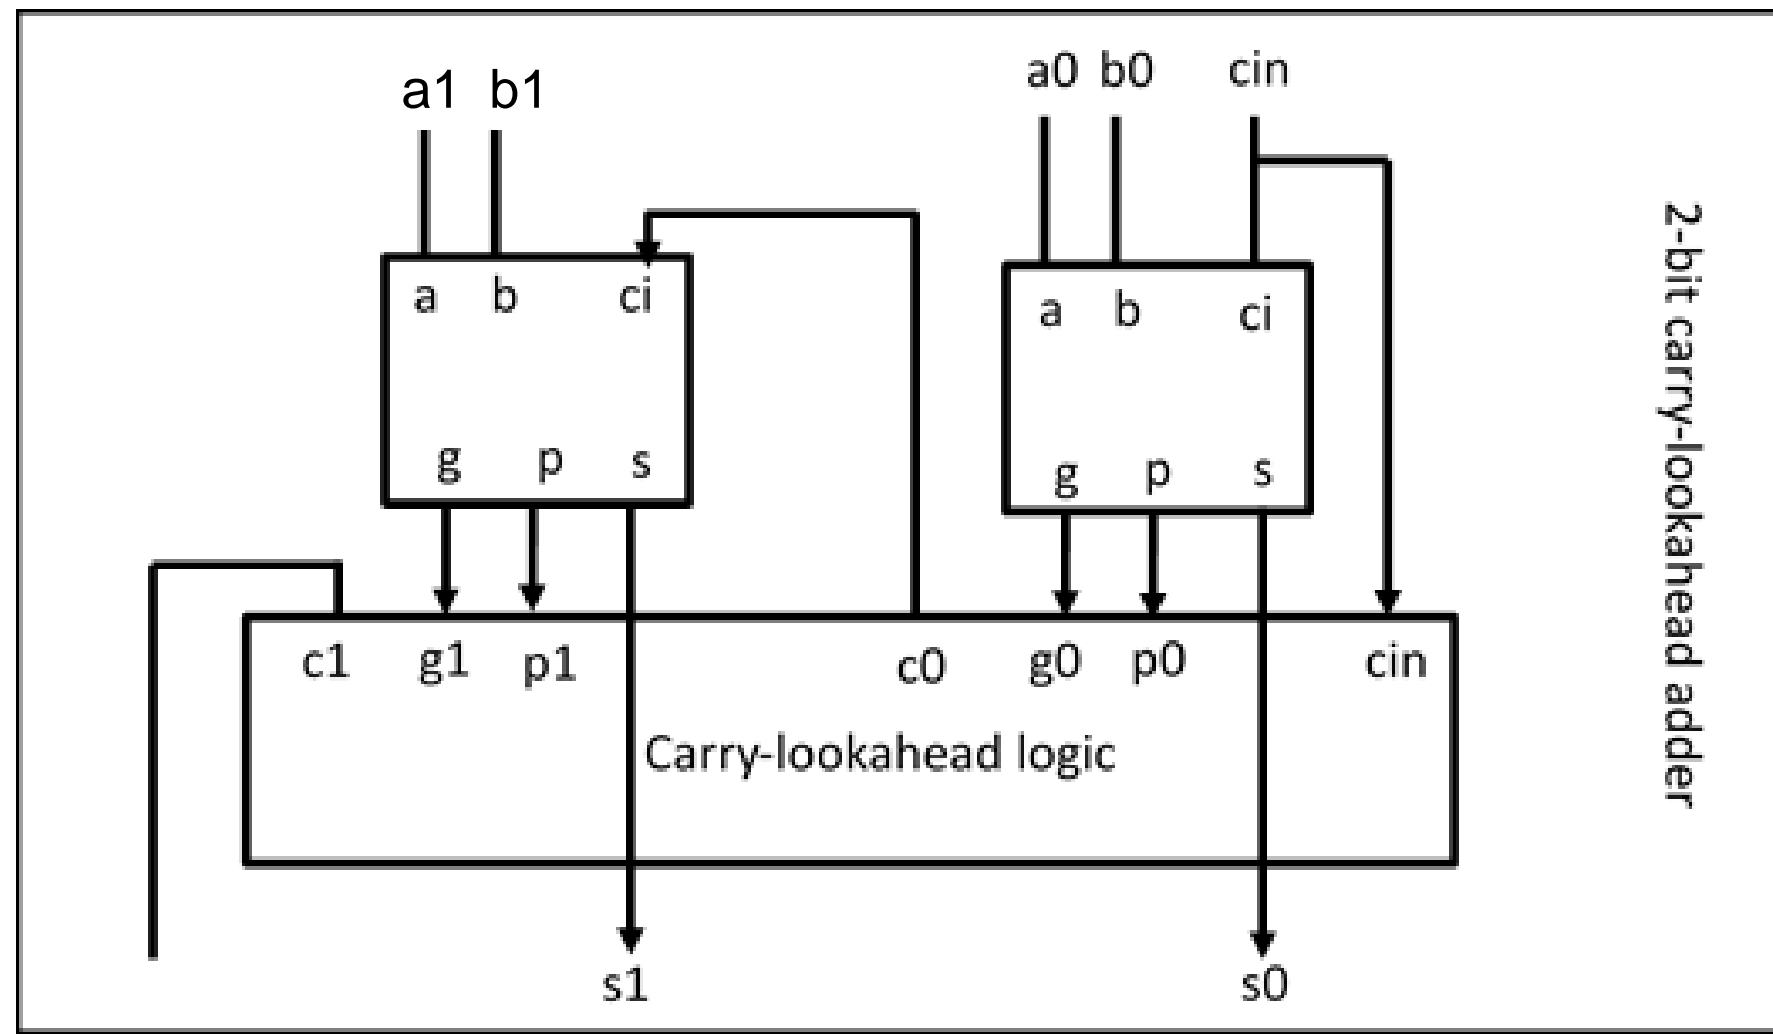 a1 b1
a0 b0 cin
a b ci
a b ci
g p s
g p s
c1 g1 p1 c0 g0 p0 cin
Carry-lookahead logic
s1 s0
2-bit carry-lookahead adder